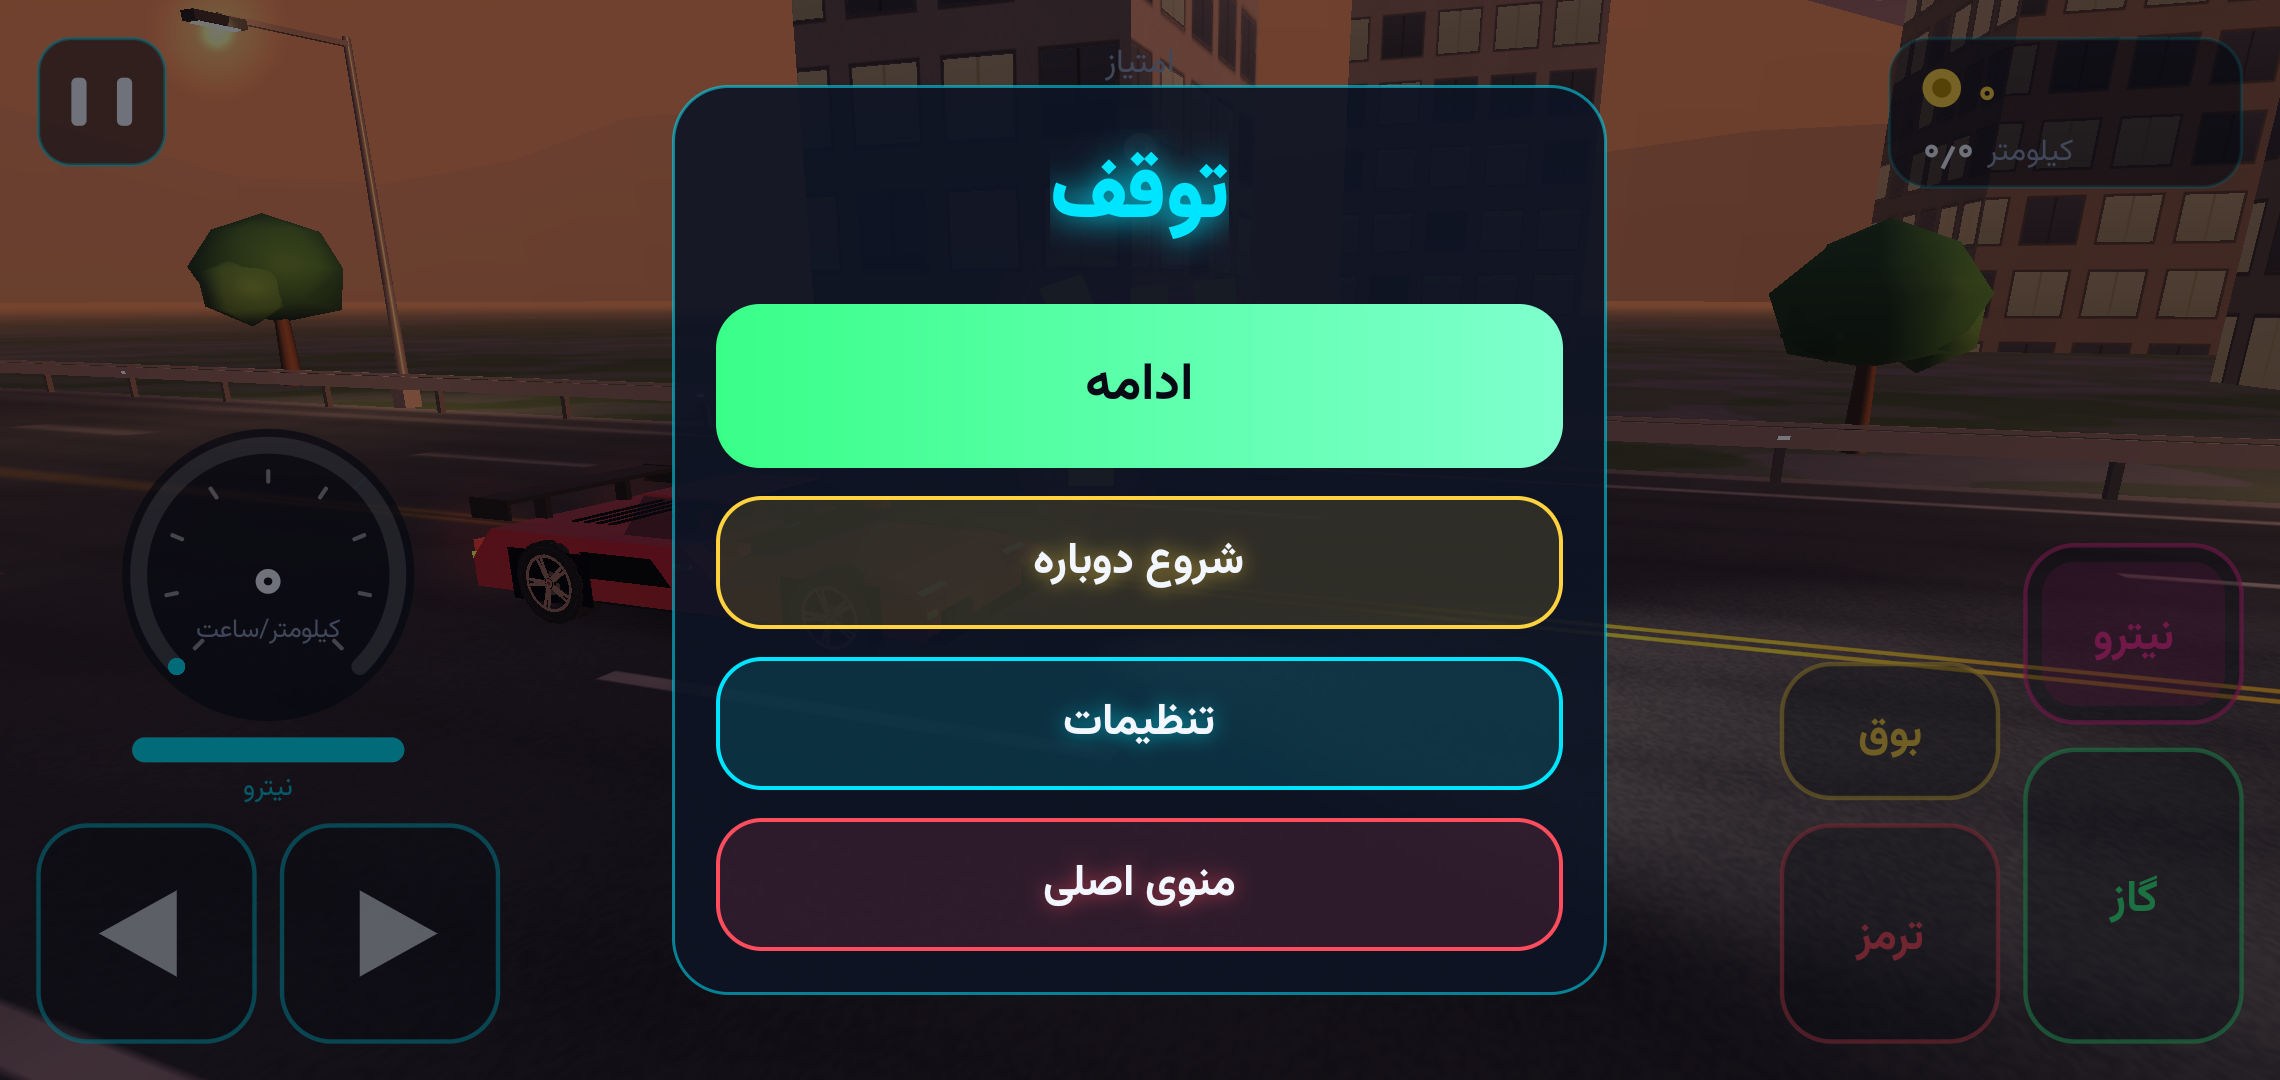 امتیاز
۰
۰/۰ کیلومتر
توقف
ادامه
شروع دوباره
تنظیمات
منوی اصلی
۰
کیلومتر/ساعت
نیترو
نیترو
بوق
گاز
ترمز